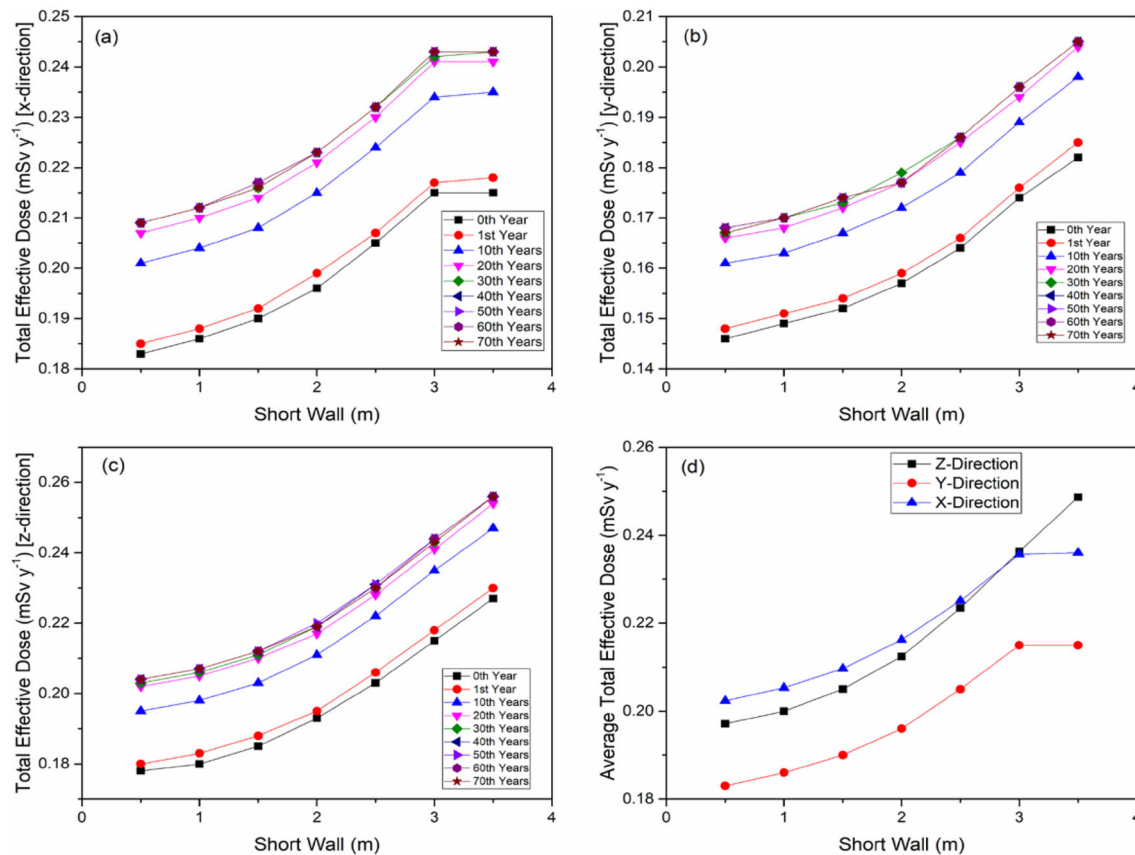 (a)
Total Effective Dose (mSv y⁻¹) [x-direction]
0.25
0.24
0.23
0.22
0.21
0.20
0.19
0.18
0th Year
1st Year
10th Years
20th Years
30th Years
40th Years
50th Years
60th Years
70th Years
0 1 2 3 4
Short Wall (m)
(b)
Total Effective Dose (mSv y⁻¹) [y-direction]
0.21
0.20
0.19
0.18
0.17
0.16
0.15
0.14
0th Year
1st Year
10th Years
20th Years
30th Years
40th Years
50th Years
60th Years
70th Years
0 1 2 3 4
Short Wall (m)
(c)
Total Effective Dose (mSv y⁻¹) [z-direction]
0.26
0.24
0.22
0.20
0.18
0th Year
1st Year
10th Years
20th Years
30th Years
40th Years
50th Years
60th Years
70th Years
0 1 2 3 4
Short Wall (m)
(d)
Average Total Effective Dose (mSv y⁻¹)
0.26
0.24
0.22
0.20
0.18
Z-Direction
Y-Direction
X-Direction
0 1 2 3 4
Short Wall (m)